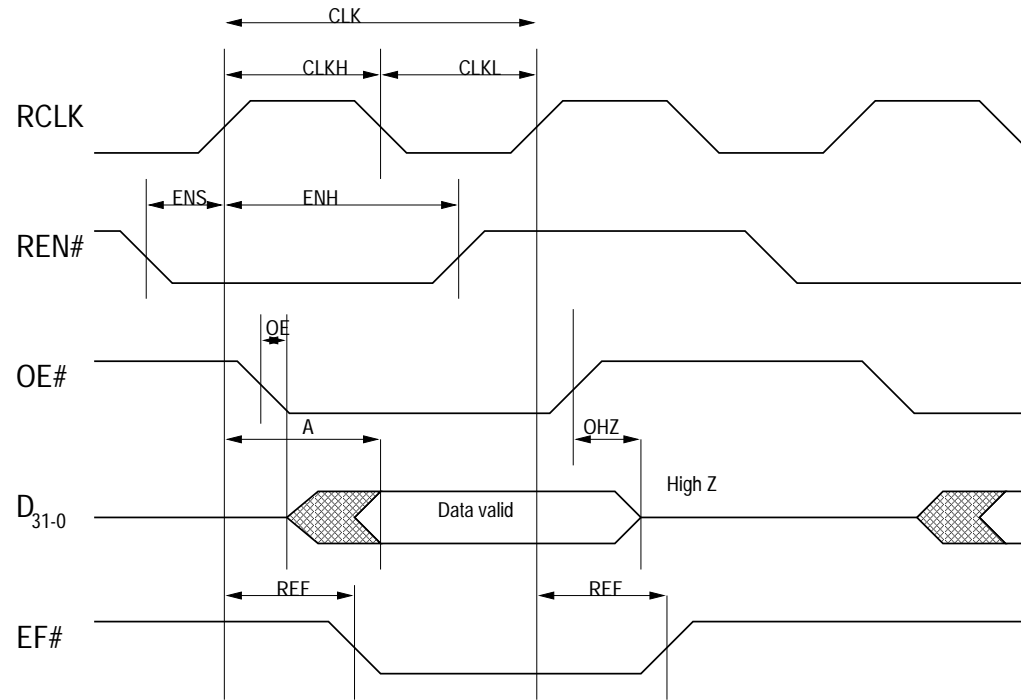 CLK
CLKH CLKL
RCLK
ENS ENH
REN#
OE
OE#
A OHZ
High Z
D31-0 Data valid
REF REF
EF#